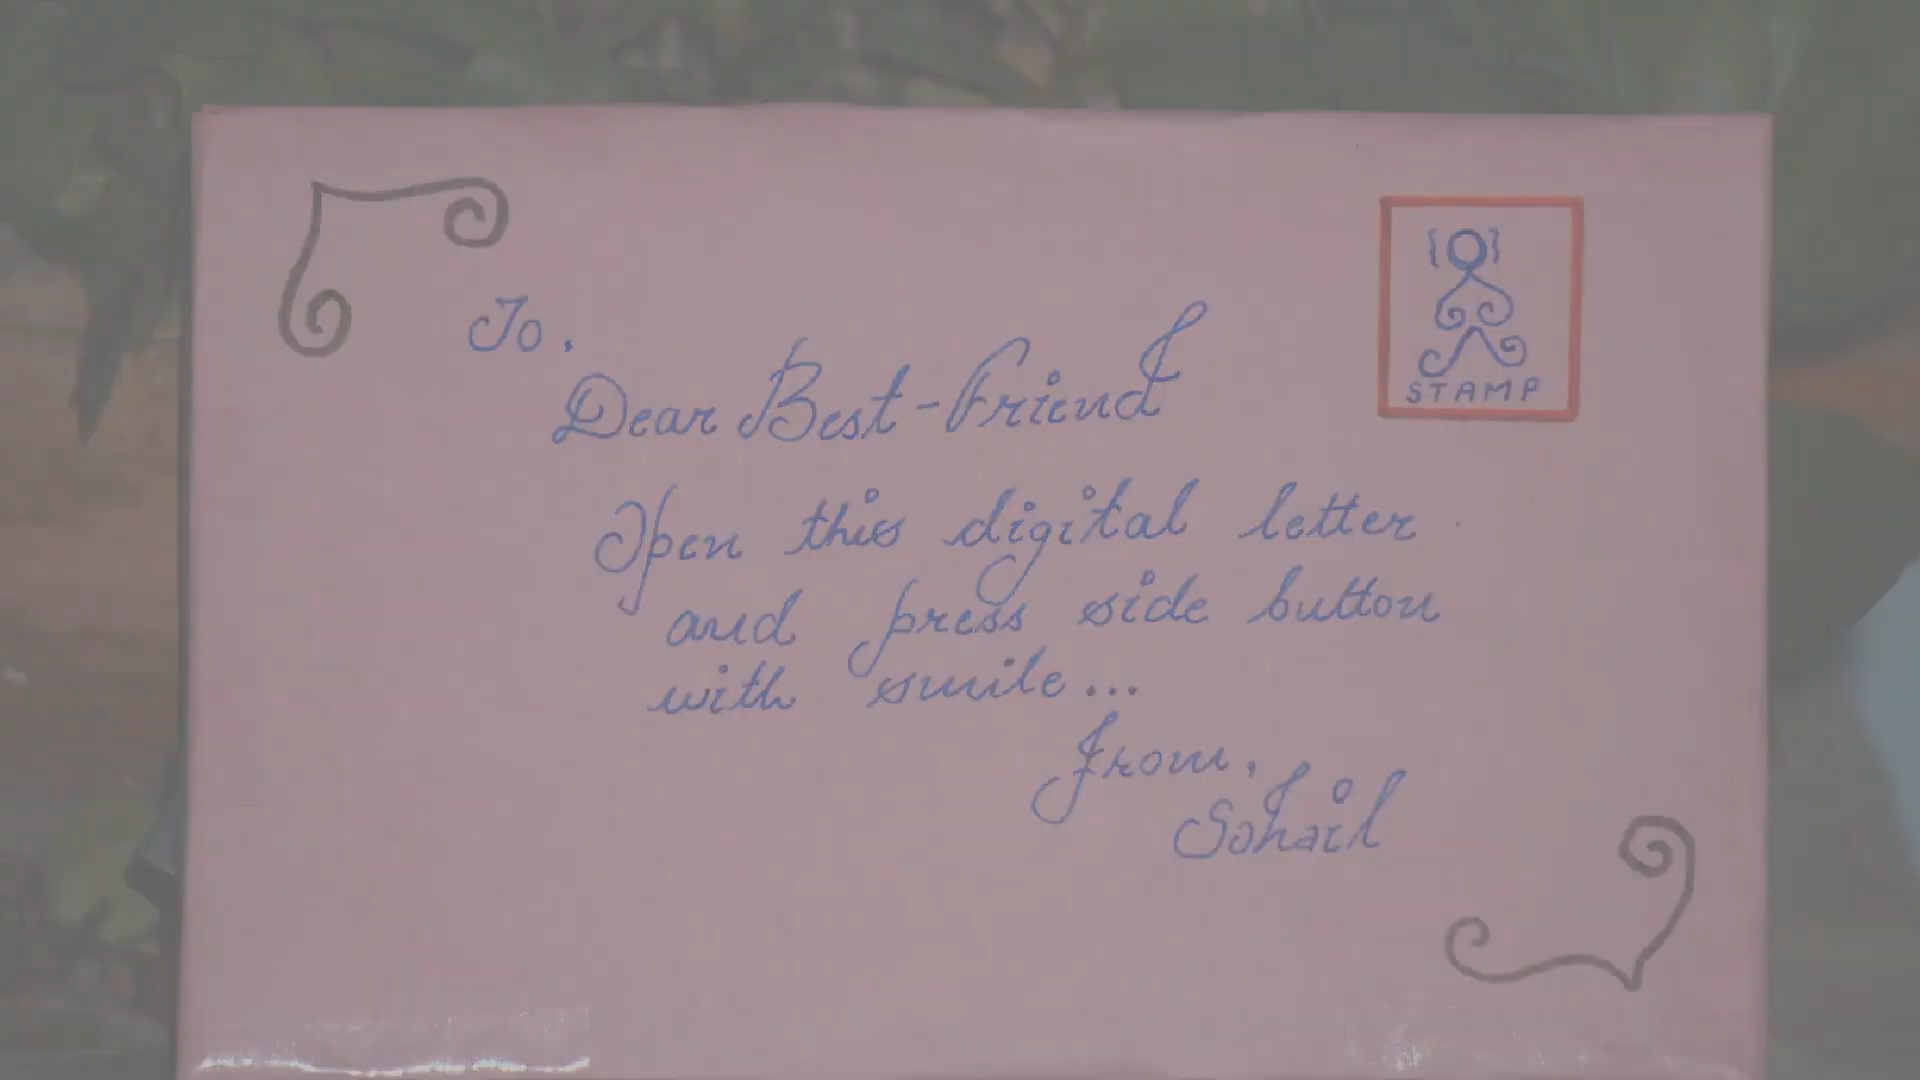 STAMP
To,
Dear Best-Friend
Open this digital letter
and press side button
with smile...
From,
Sohail